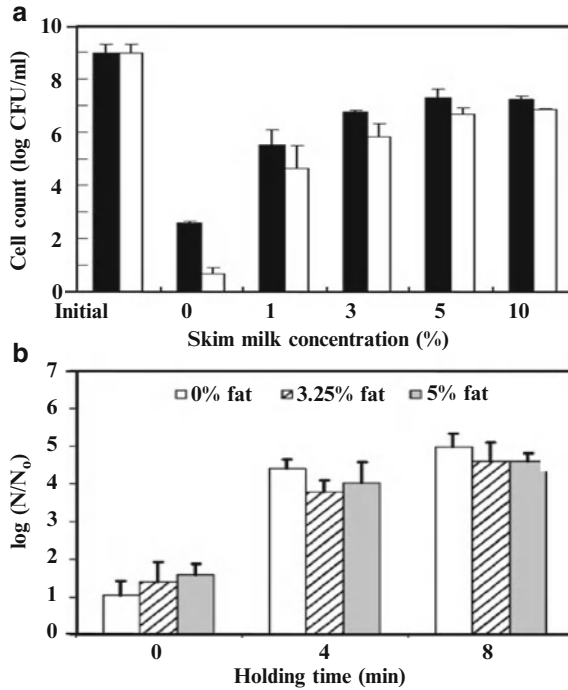 a
Cell count (log CFU/ml)
10
8
6
4
2
0
Initial 0 1 3 5 10
Skim milk concentration (%)
b
log (N/No)
7
6
5
4
3
2
1
0
0% fat 3.25% fat 5% fat
0 4 8
Holding time (min)